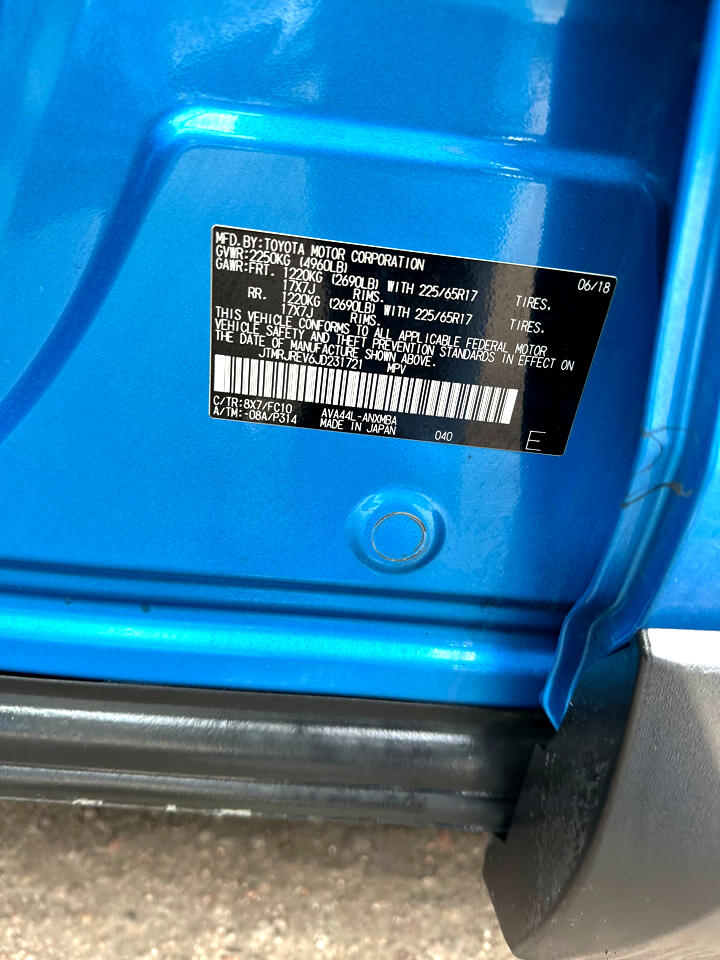 MFD. BY: TOYOTA MOTOR CORPORATION 06/18
GVWR: 2250KG (4960LB)
GAWR: FRT. 1220KG (2690LB) WITH 225/65R17 TIRES.
17X7J RIMS.
RR. 1220KG (2690LB) WITH 225/65R17 TIRES.
17X7J RIMS.
THIS VEHICLE CONFORMS TO ALL APPLICABLE FEDERAL MOTOR
VEHICLE SAFETY AND THEFT PREVENTION STANDARDS IN EFFECT ON
THE DATE OF MANUFACTURE SHOWN ABOVE.
JTMRJREV6JD231721 MPV
C/TR: 8X7/FC10 AVA44L-ANXMBA
A/TM: -08A/P314 MADE IN JAPAN 040 E